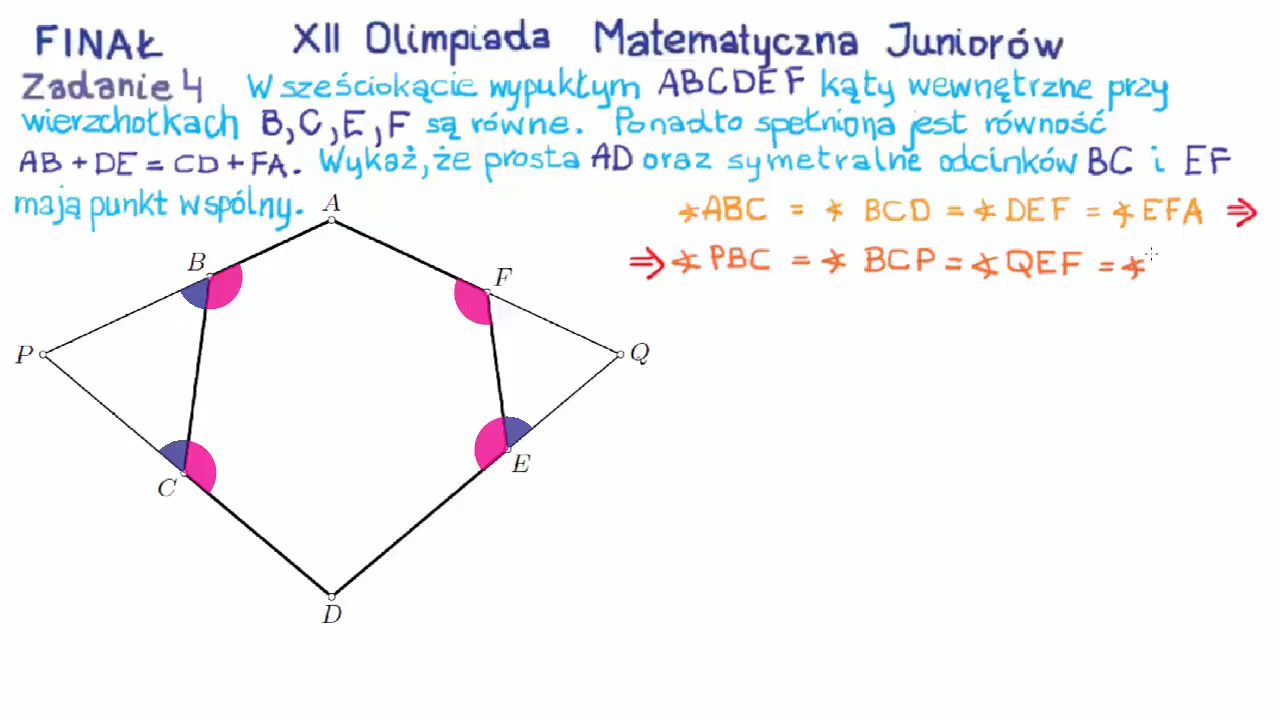 FINAŁ XII Olimpiada Matematyczna Juniorów
Zadanie 4 W sześciokącie wypukłym ABCDEF kąty wewnętrzne przy
wierzchołkach B, C, E, F są równe. Ponadto spełniona jest równość
AB + DE = CD + FA. Wykaż, że prosta AD oraz symetralne odcinków BC i EF
mają punkt wspólny.
∢ABC = ∢BCD = ∢DEF = ∢EFA ⇒
⇒ ∢PBC = ∢BCP = ∢QEF = ∢
A
B
F
P
Q
C
E
D